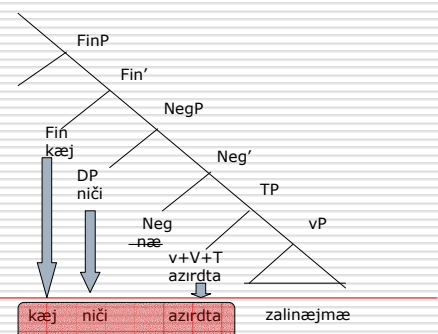 FinP
Fin'
NegP
Fin
kæj
Neg'
DP
niči
TP
Neg
næ
vP
v+V+T
azırdta
kæj niči azırdta zalinæjmæ